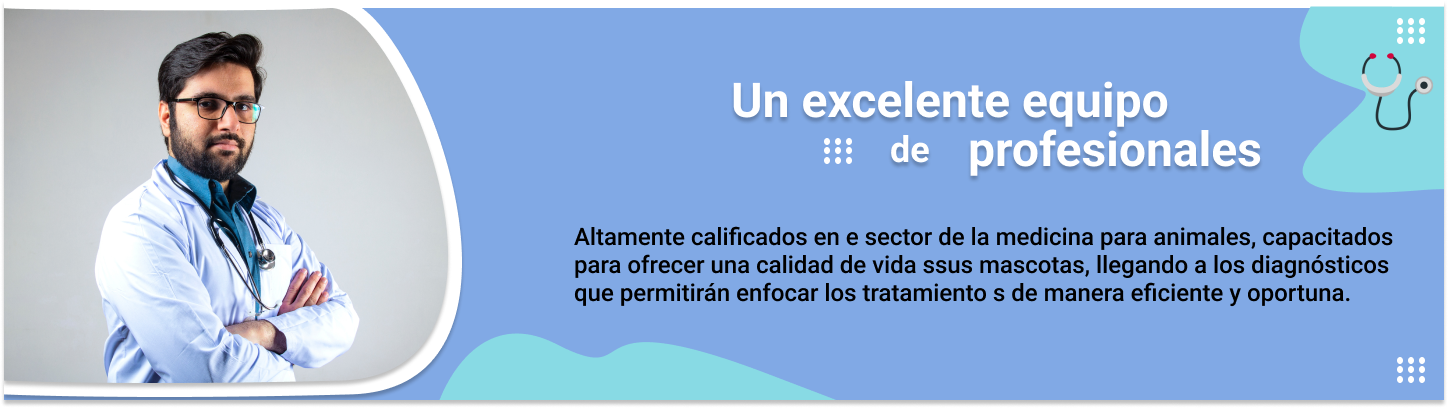 Un excelente equipo
de profesionales
Altamente calificados en e sector de la medicina para animales, capacitados
para ofrecer una calidad de vida ssus mascotas, llegando a los diagnósticos
que permitirán enfocar los tratamiento s de manera eficiente y oportuna.